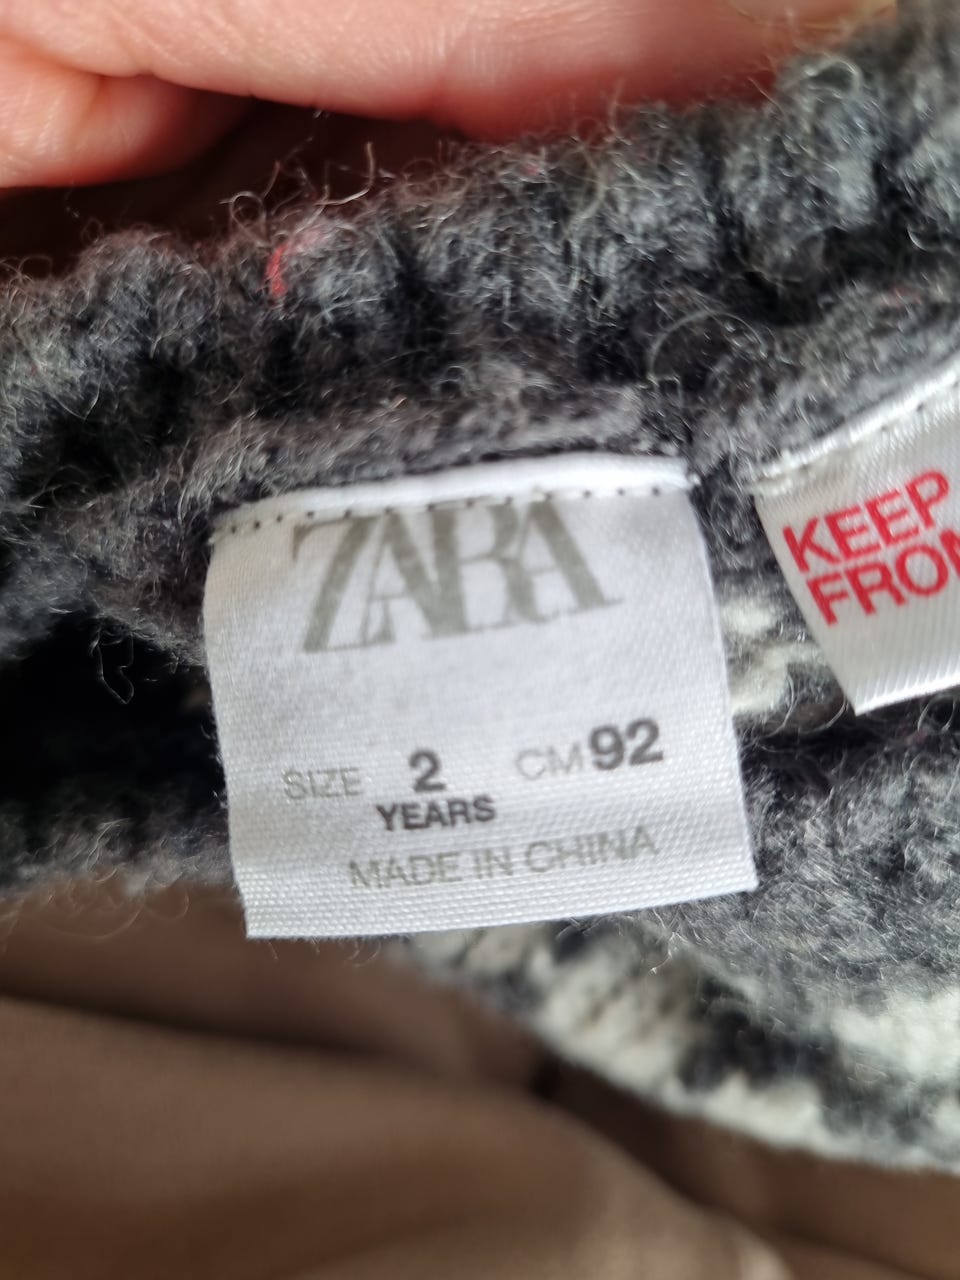 ZARA
SIZE 2 CM 92
YEARS
MADE IN CHINA
KEEP
FROM